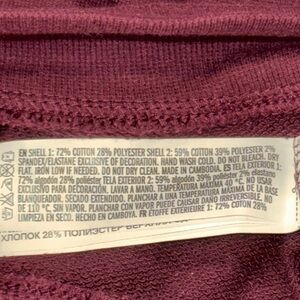 EN SHELL 1: 72% COTTON 28% POLYESTER SHELL 2: 59% COTTON 39% POLYESTER 2%
SPANDEX/ELASTANE EXCLUSIVE OF DECORATION. HAND WASH COLD. DO NOT BLEACH. DRY
FLAT. IRON LOW IF NEEDED. DO NOT DRY CLEAN. MADE IN CAMBODIA. ES TELA EXTERIOR 1:
72% algodón 28% poliéster TELA EXTERIOR 2: 59% algodón 39% poliéster 2% elastano
EXCLUSIVO DE DECORACIÓN. LAVAR A MANO. TEMPERATURA MÁXIMA
BLANQUEADOR. SECADO EXTENDIDO. PLANCHAR A TEMPERATURA MÁXIMA DE LA BASE
DE 110 °C, SIN VAPOR. PLANCHAR CON VAPOR PUEDE CAUSAR DAÑO IRREVERSIBLE. NO
LIMPIEZA EN SECO. HECHO EN CAMBOYA. FR ÉTOFFE EXTÉRIEURE 1: 72% COTON 28%
ХЛОПОК 28% ПОЛИЭСТЕР